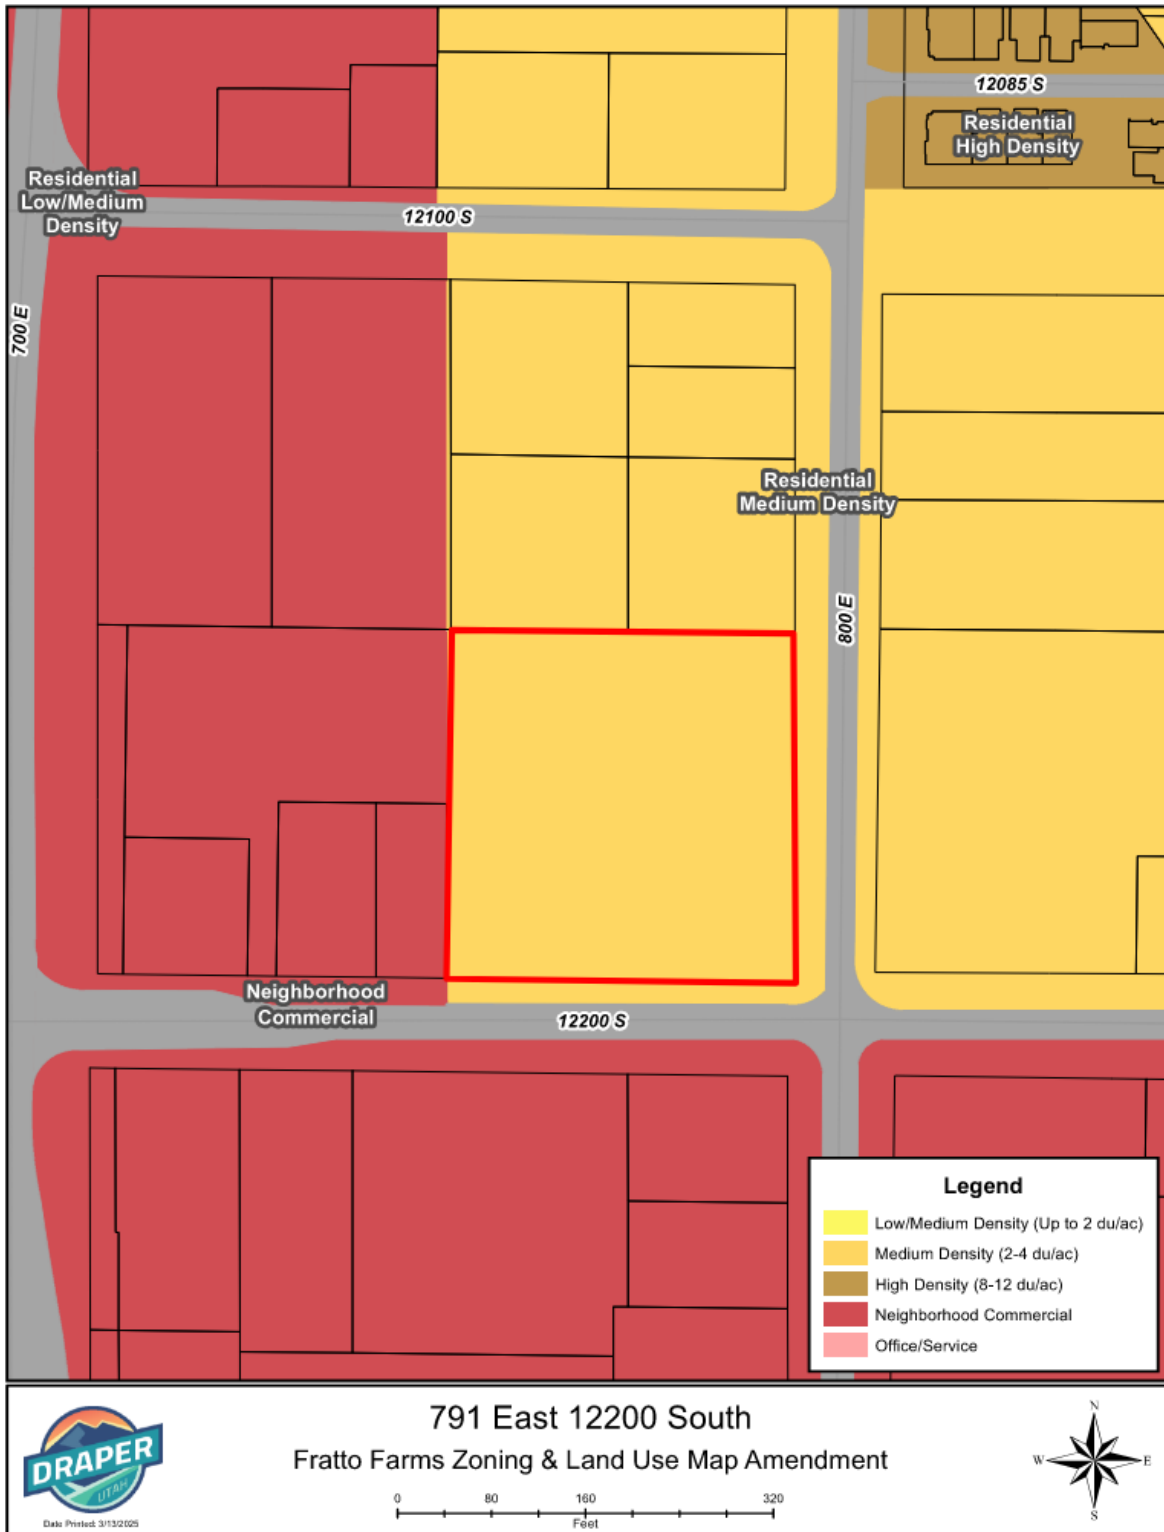 12085 S
Residential
High Density
Residential
Low/Medium
Density
12100 S
700 E
Residential
Medium Density
800 E
Neighborhood
Commercial
12200 S
Legend
Low/Medium Density (Up to 2 du/ac)
Medium Density (2-4 du/ac)
High Density (8-12 du/ac)
Neighborhood Commercial
Office/Service
DRAPER
UTAH
Date Printed: 3/13/2025
791 East 12200 South
Fratto Farms Zoning & Land Use Map Amendment
0 80 160 320
Feet
N
W E
S